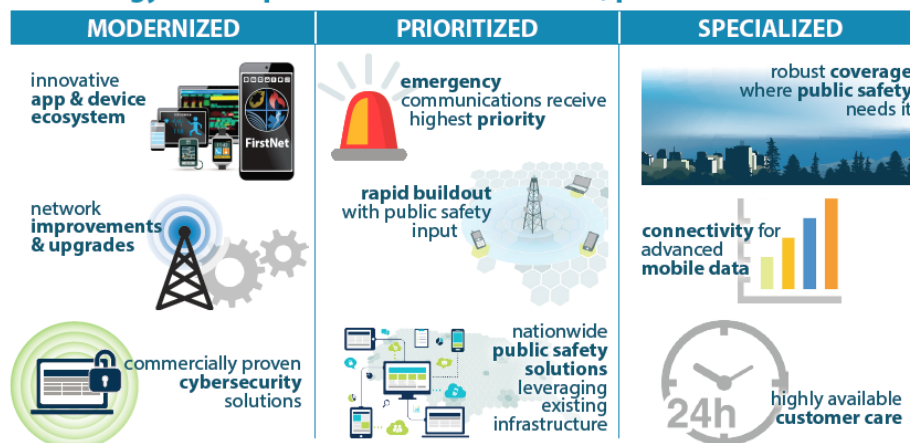 MODERNIZED
innovative
app & device
ecosystem
FirstNet
network
improvements
& upgrades
commercially proven
cybersecurity
solutions
PRIORITIZED
emergency
communications receive
highest priority
rapid buildout
with public safety
input
nationwide
public safety
solutions
leveraging
existing
infrastructure
SPECIALIZED
robust coverage
where public safety
needs it
connectivity for
advanced
mobile data
24h
highly available
customer care